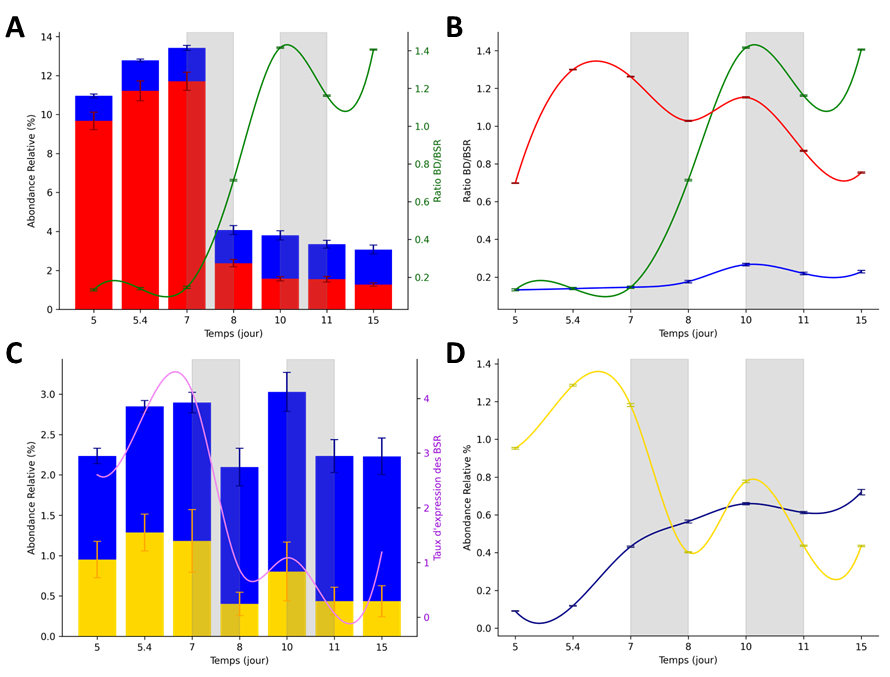 A
14
12
10
8
6
4
2
0
Abondance Relative (%)
5 5.4 7 8 10 11 15
Temps (jour)
1.4
1.2
1.0
0.8
0.6
0.4
0.2
Ratio BD/BSR
B
1.4
1.2
1.0
0.8
0.6
0.4
0.2
Ratio BD/BSR
5 5.4 7 8 10 11 15
Temps (jour)
C
3.0
2.5
2.0
1.5
1.0
0.5
0.0
Abondance Relative (%)
5 5.4 7 8 10 11 15
Temps (jour)
4
3
2
1
0
Taux d'expression des BSR
D
1.4
1.2
1.0
0.8
0.6
0.4
0.2
0.0
Abondance Relative %
5 5.4 7 8 10 11 15
Temps (jour)